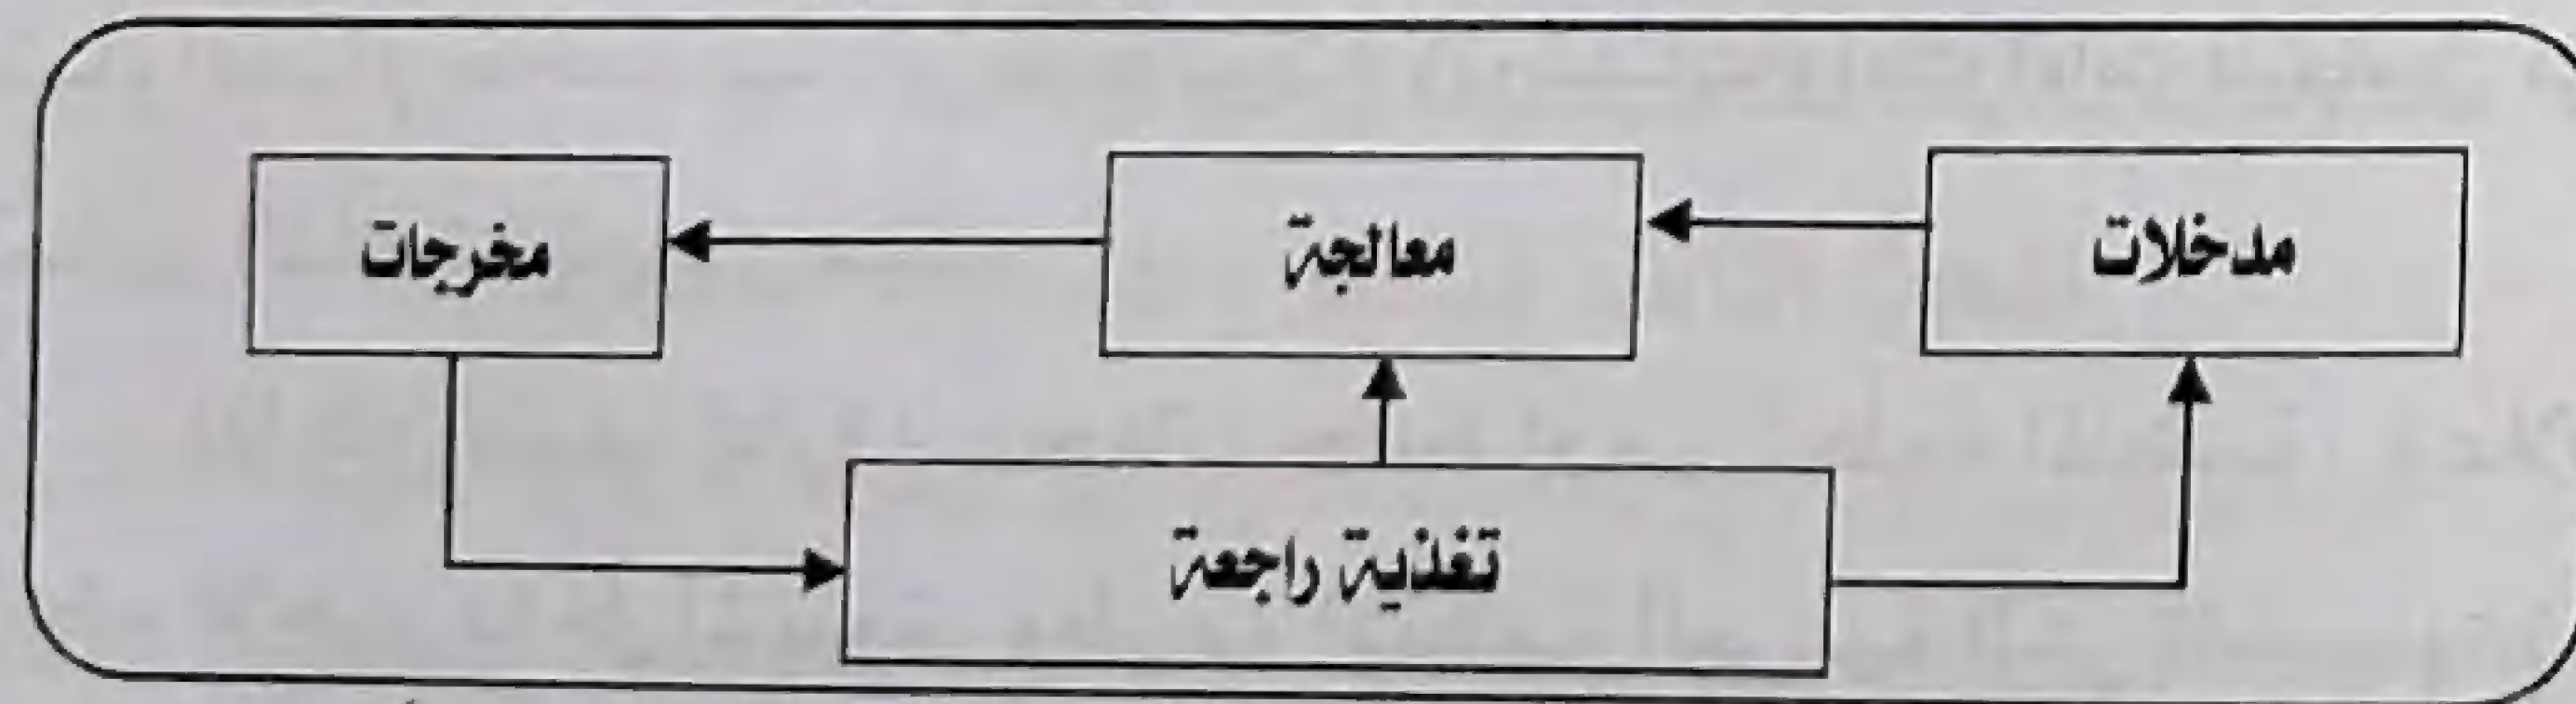 مدخلات
معالجة
مخرجات
تغذية راجعة